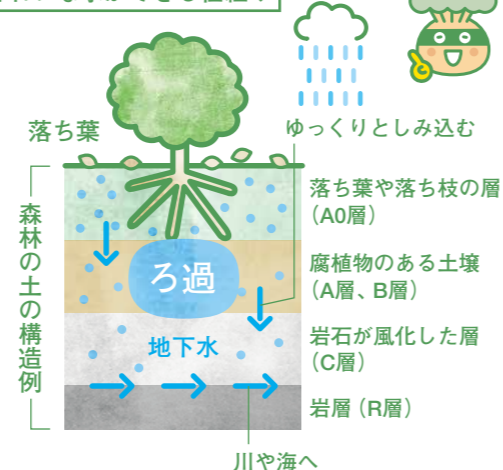 落ち葉
ゆっくりとしみ込む
森林の土の構造例
落ち葉や落ち枝の層
（A0層）
ろ過
腐植物のある土壌
（A層、B層）
地下水
岩石が風化した層
（C層）
岩層（R層）
川や海へ